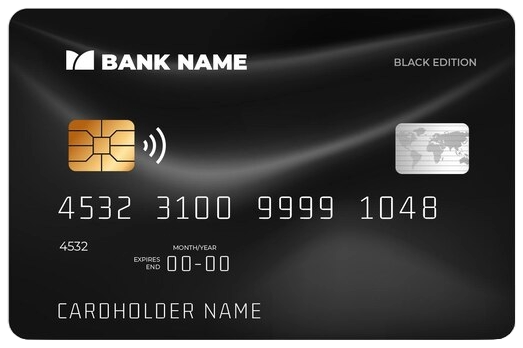 BANK NAME
BLACK EDITION
4532 3100 9999 1048
4532
MONTH/YEAR
EXPIRES
END
00-00
CARDHOLDER NAME